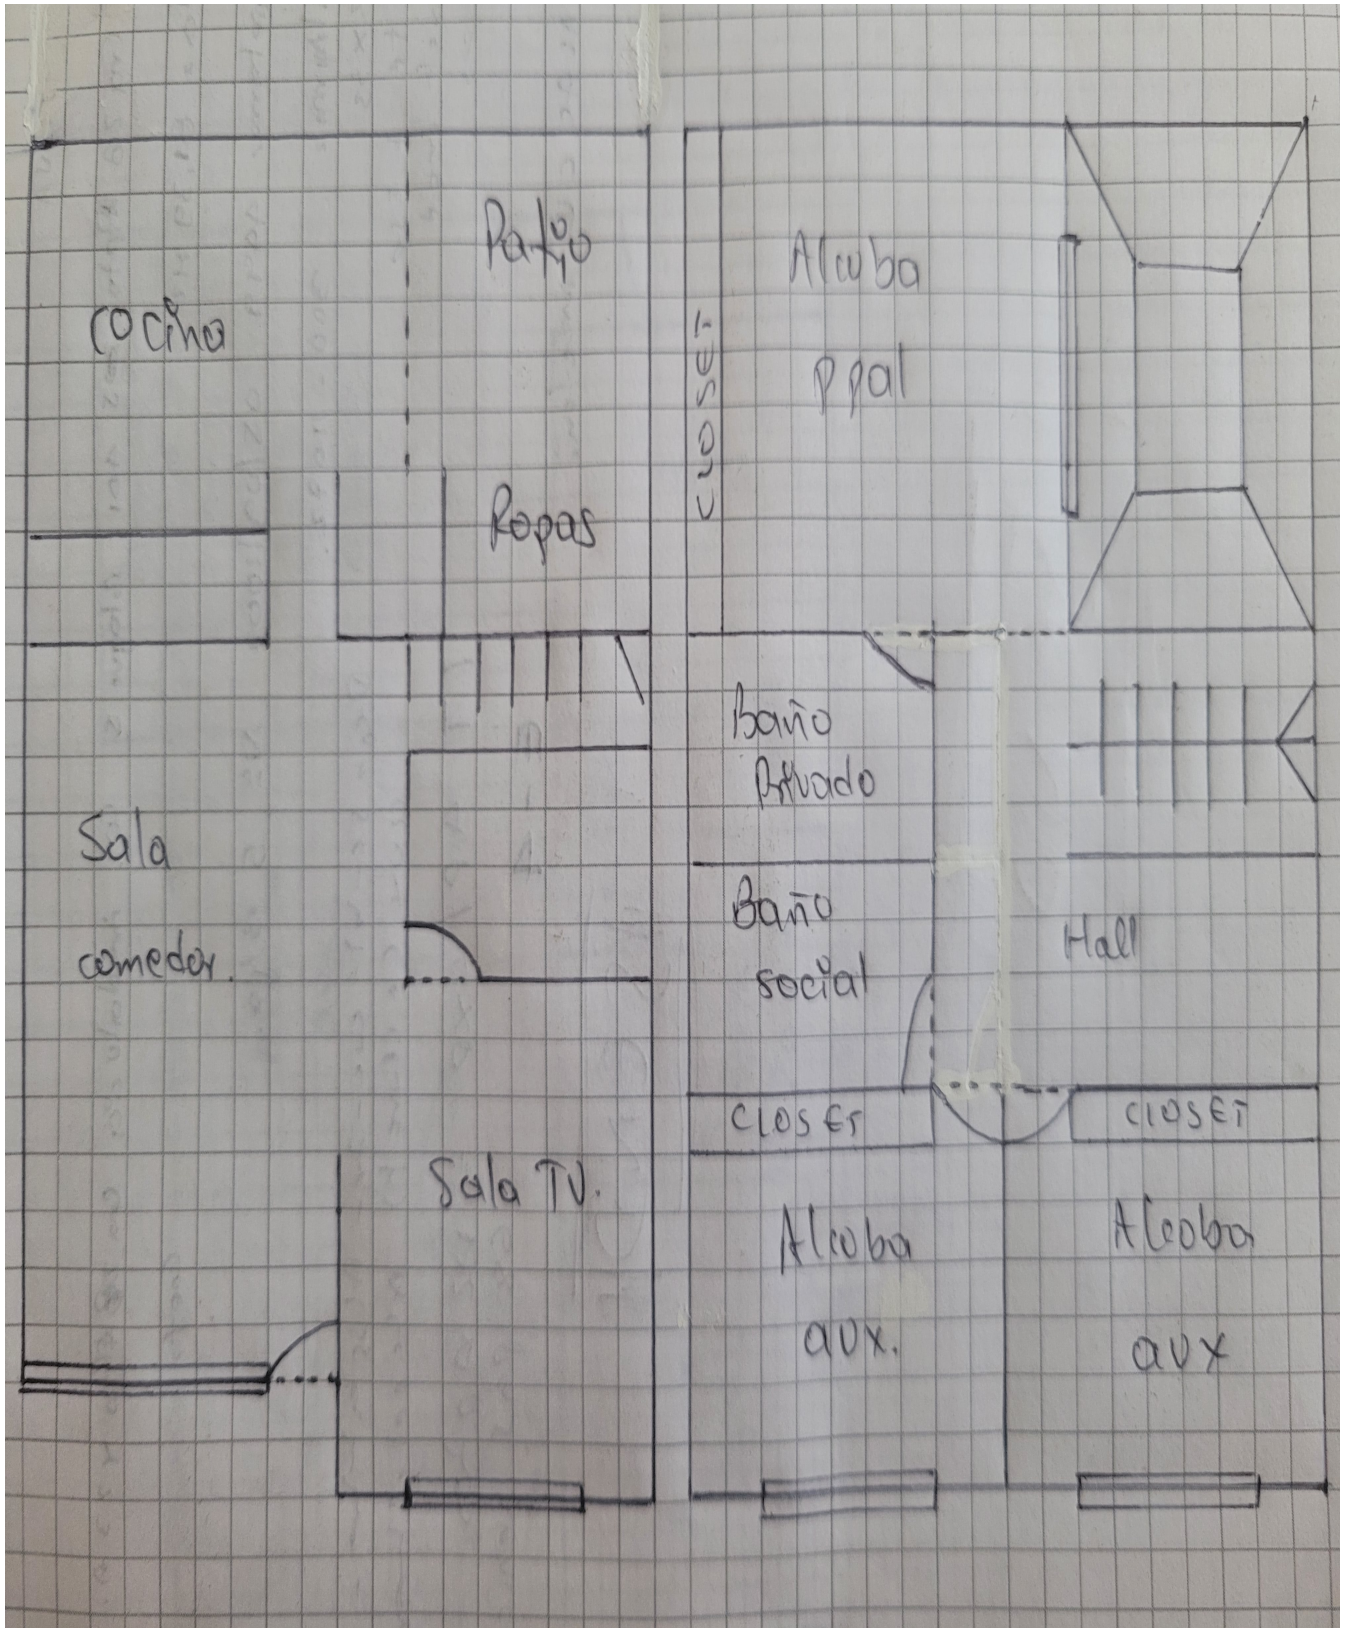 Patio
cocina
Ropas
Sala
comedor.
Sala TV.
CLOSET
Alcoba
ppal
Baño
Privado
Baño
social
Hall
CLOSET
CLOSET
Alcoba
aux.
Alcoba
aux